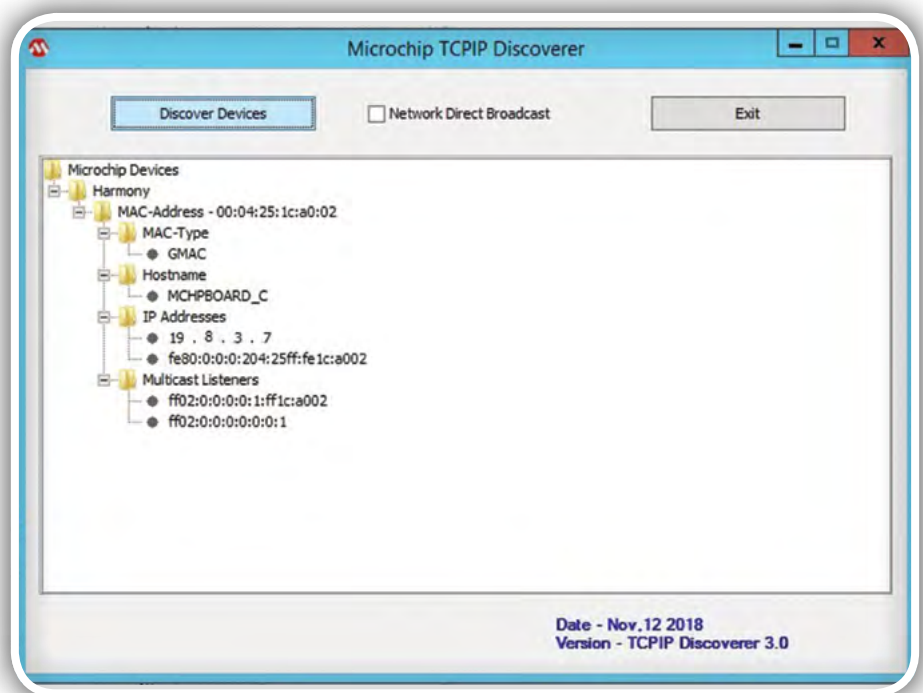 Microchip TCPIP Discoverer
Discover Devices Network Direct Broadcast Exit
Microchip Devices
Harmony
MAC-Address - 00:04:25:1c:a0:02
MAC-Type
GMAC
Hostname
MCHPBOARD_C
IP Addresses
19 . 8 . 3 . 7
fe80:0:0:0:204:25ff:fe1c:a002
Multicast Listeners
ff02:0:0:0:0:1:ff1c:a002
ff02:0:0:0:0:0:0:1
Date - Nov,12 2018
Version - TCPIP Discoverer 3.0